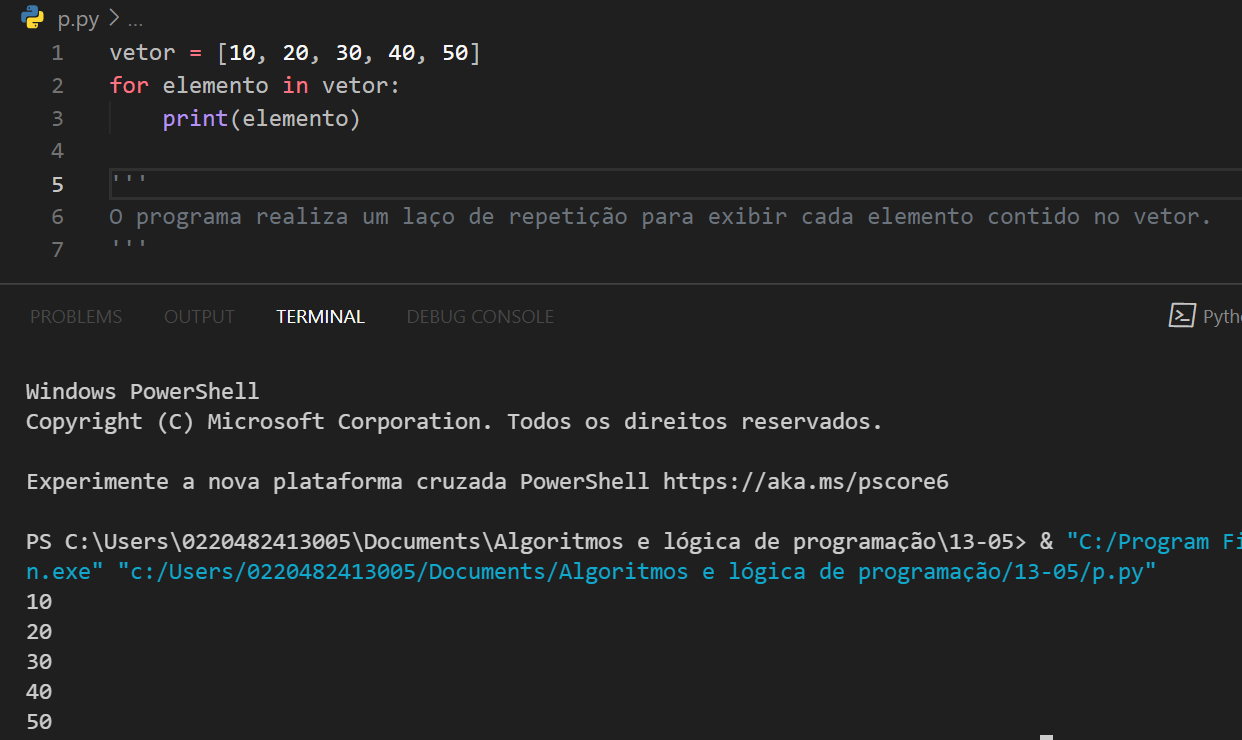 p.py > ...
1 vetor = [10, 20, 30, 40, 50]
2 for elemento in vetor:
3     print(elemento)
4
5 '''
6 O programa realiza um laço de repetição para exibir cada elemento contido no vetor.
7 '''
PROBLEMS OUTPUT TERMINAL DEBUG CONSOLE
Windows PowerShell
Copyright (C) Microsoft Corporation. Todos os direitos reservados.
Experimente a nova plataforma cruzada PowerShell https://aka.ms/pscore6
PS C:\Users\0220482413005\Documents\Algoritmos e lógica de programação\13-05> & "C:/Program
n.exe" "c:/Users/0220482413005/Documents/Algoritmos e lógica de programação/13-05/p.py"
10
20
30
40
50